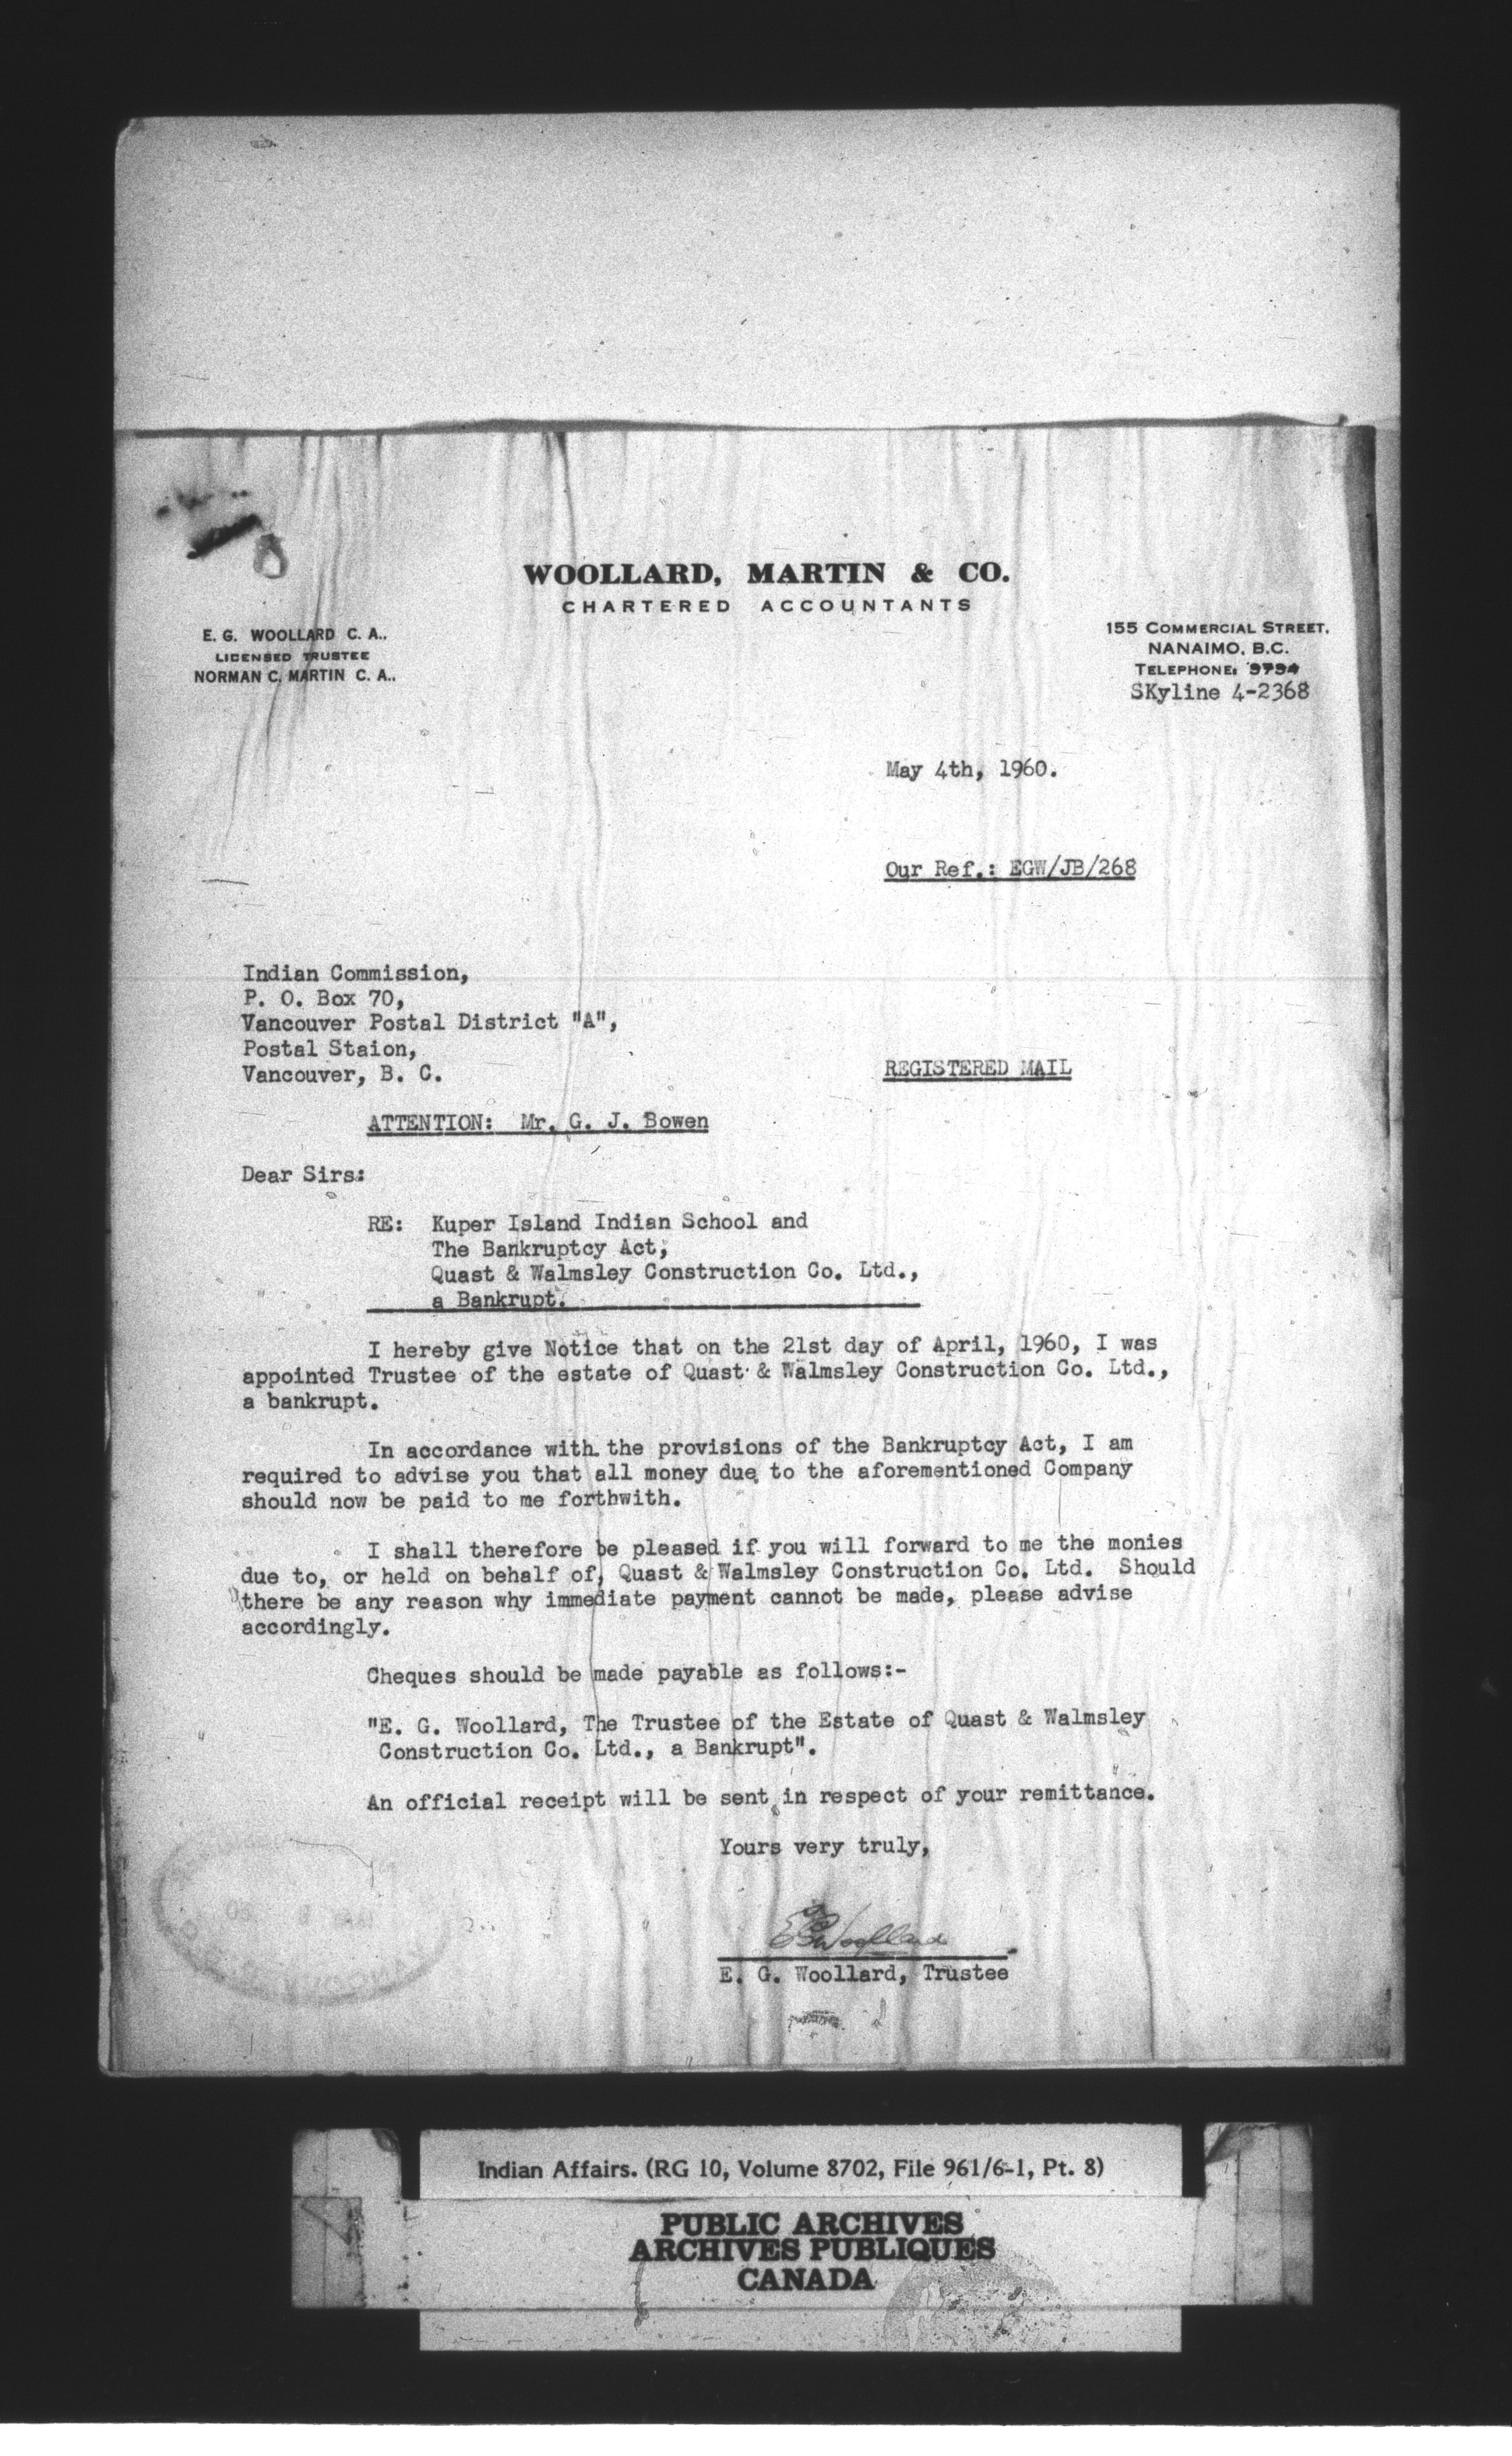 WOOLLARD, MARTIN & CO.
CHARTERED ACCOUNTANTS
E. G. WOOLLARD C. A..
LICENSED TRUSTEE
NORMAN C. MARTIN C. A..
155 COMMERCIAL STREET,
NANAIMO, B.C.
TELEPHONE:
SKyline 4-2368
May 4th, 1960.
Our Ref.: EGW/JB/268
Indian Commission,
P. O. Box 70,
Vancouver Postal District "A",
Postal Staion,
Vancouver, B. C.
REGISTERED MAIL
ATTENTION: Mr. G. J. Bowen
Dear Sirs:
RE: Kuper Island Indian School and
The Bankruptcy Act,
Quast & Walmsley Construction Co. Ltd.,
a Bankrupt.
I hereby give Notice that on the 21st day of April, 1960, I was
appointed Trustee of the estate of Quast & Walmsley Construction Co. Ltd.,
a bankrupt.
In accordance with the provisions of the Bankruptcy Act, I am
required to advise you that all money due to the aforementioned Company
should now be paid to me forthwith.
I shall therefore be pleased if you will forward to me the monies
due to, or held on behalf of, Quast & Walmsley Construction Co. Ltd. Should
there be any reason why immediate payment cannot be made, please advise
accordingly.
Cheques should be made payable as follows:-
"E. G. Woollard, The Trustee of the Estate of Quast & Walmsley
Construction Co. Ltd., a Bankrupt".
An official receipt will be sent in respect of your remittance.
Yours very truly,
EGWoollard
E. G. Woollard, Trustee
Indian Affairs. (RG 10, Volume 8702, File 961/6-1, Pt. 8)
PUBLIC ARCHIVES
ARCHIVES PUBLIQUES
CANADA